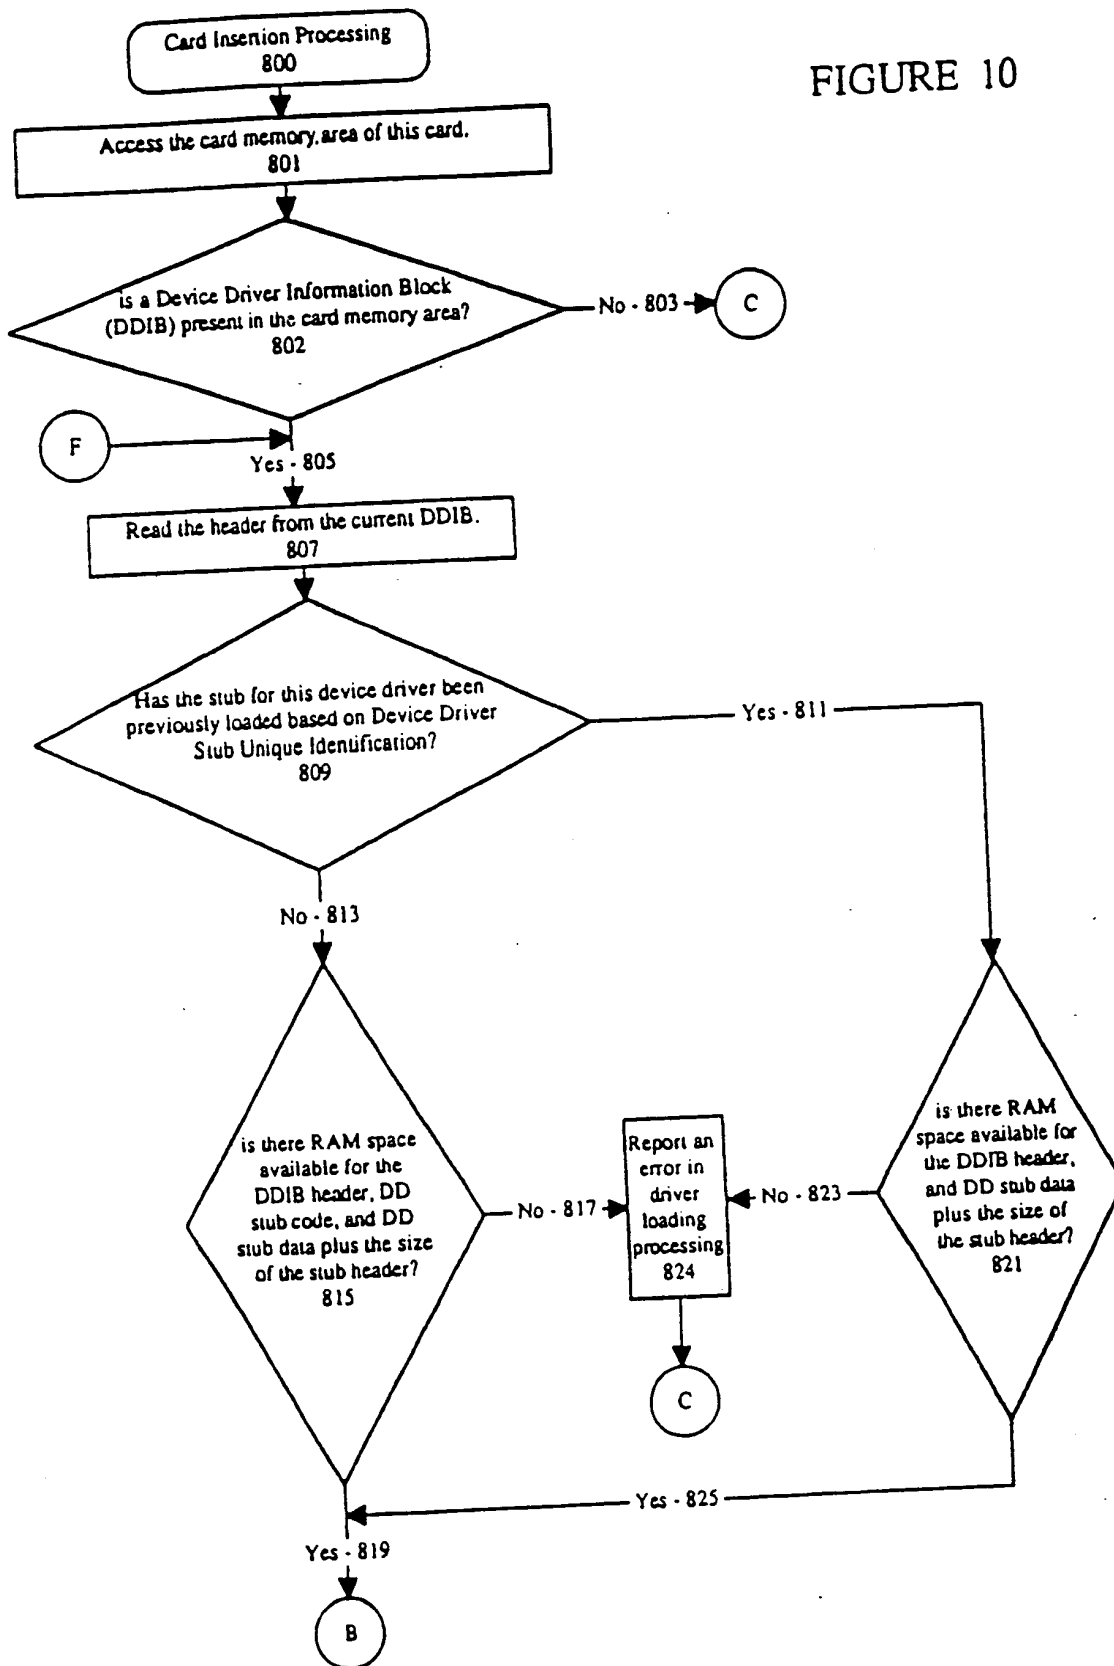 Card Insertion Processing
800
FIGURE 10
Access the card memory area of this card.
801
is a Device Driver Information Block
(DDIB) present in the card memory area?
802
No - 803
C
F
Yes - 805
Read the header from the current DDIB.
807
Has the stub for this device driver been
previously loaded based on Device Driver
Stub Unique Identification?
809
Yes - 811
No - 813
is there RAM space
available for the
DDIB header, DD
stub code, and DD
stub data plus the size
of the stub header?
815
No - 817
Report an
error in
driver
loading
processing
824
No - 823
is there RAM
space available for
the DDIB header,
and DD stub data
plus the size of
the stub header?
821
C
Yes - 825
Yes - 819
B